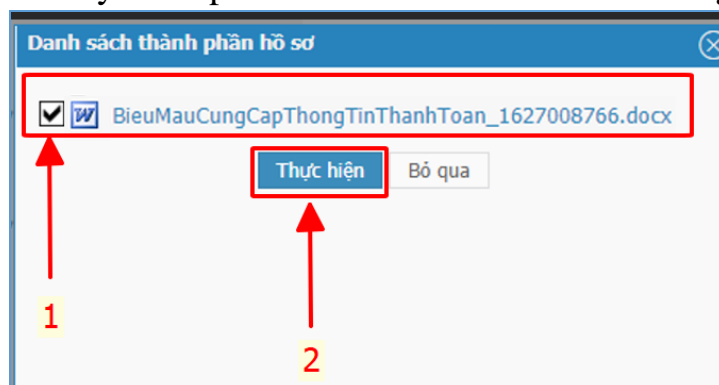 Danh sách thành phần hồ sơ
BieuMauCungCapThongTinThanhToan_1627008766.docx
Thực hiện Bỏ qua
1
2